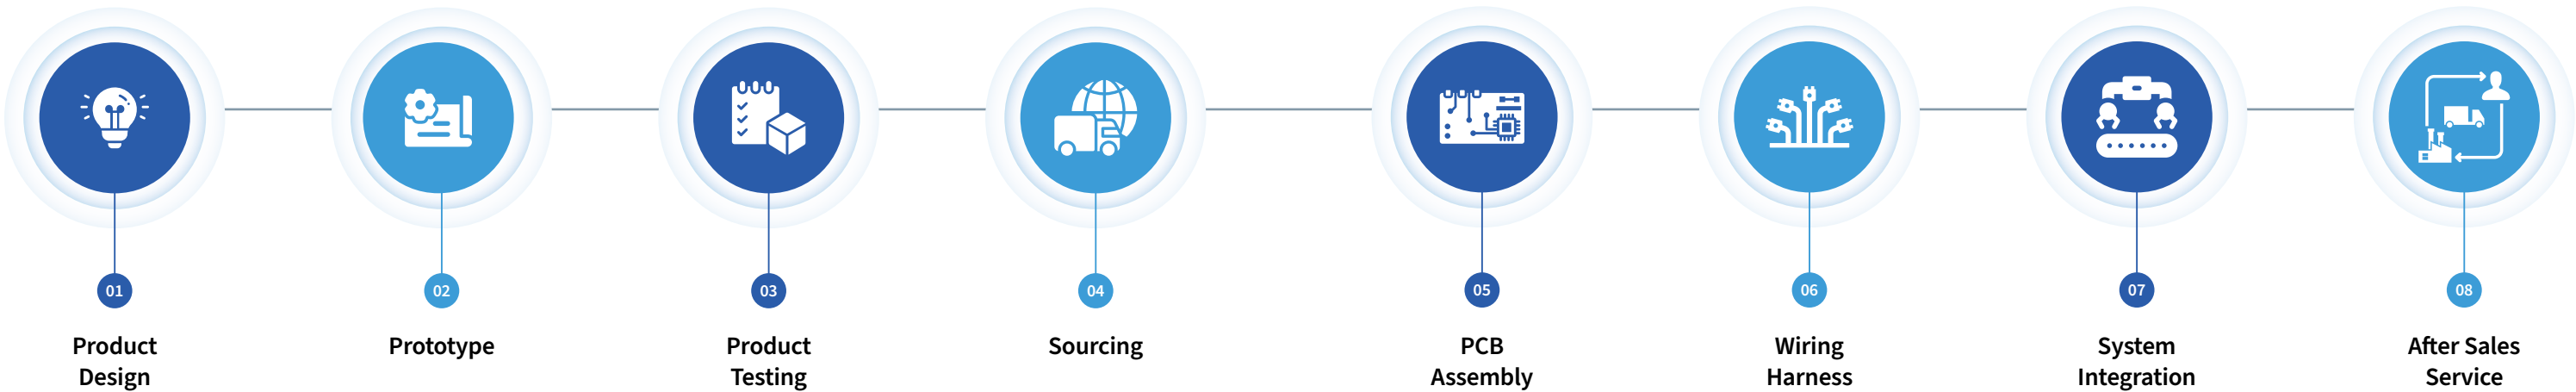 01
Product
Design
02
Prototype
03
Product
Testing
04
Sourcing
05
PCB
Assembly
06
Wiring
Harness
07
System
Integration
08
After Sales
Service